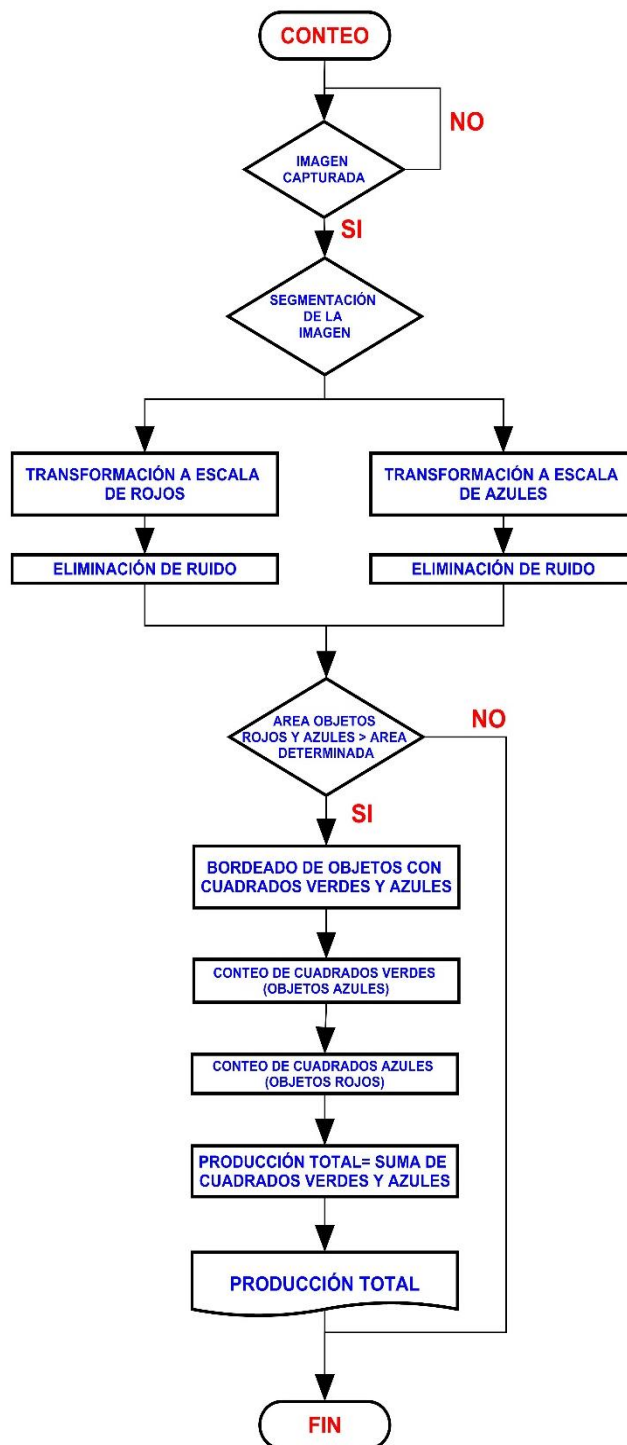 CONTEO
NO
IMAGEN
CAPTURADA
SI
SEGMENTACIÓN
DE LA
IMAGEN
TRANSFORMACIÓN A ESCALA
DE ROJOS
TRANSFORMACIÓN A ESCALA
DE AZULES
ELIMINACIÓN DE RUIDO
ELIMINACIÓN DE RUIDO
AREA OBJETOS
ROJOS Y AZULES > AREA
DETERMINADA
NO
SI
BORDEADO DE OBJETOS CON
CUADRADOS VERDES Y AZULES
CONTEO DE CUADRADOS VERDES
(OBJETOS AZULES)
CONTEO DE CUADRADOS AZULES
(OBJETOS ROJOS)
PRODUCCIÓN TOTAL= SUMA DE
CUADRADOS VERDES Y AZULES
PRODUCCIÓN TOTAL
FIN